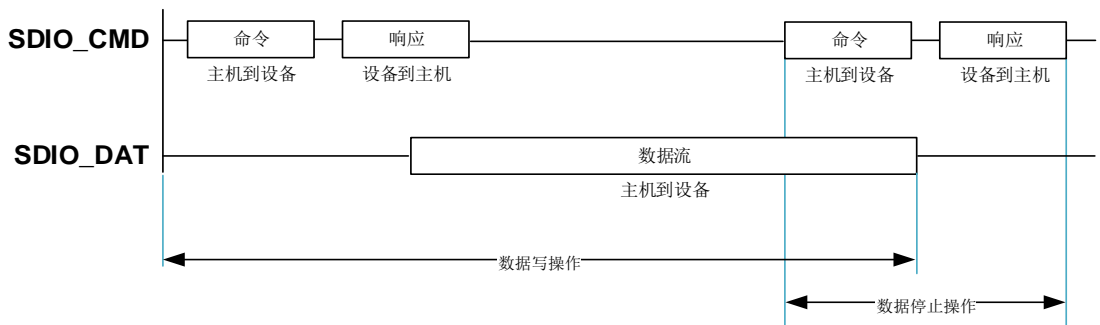 SDIO_CMD 命令 响应 命令 响应
主机到设备 设备到主机 主机到设备 设备到主机
SDIO_DAT 数据流
主机到设备
数据写操作
数据停止操作